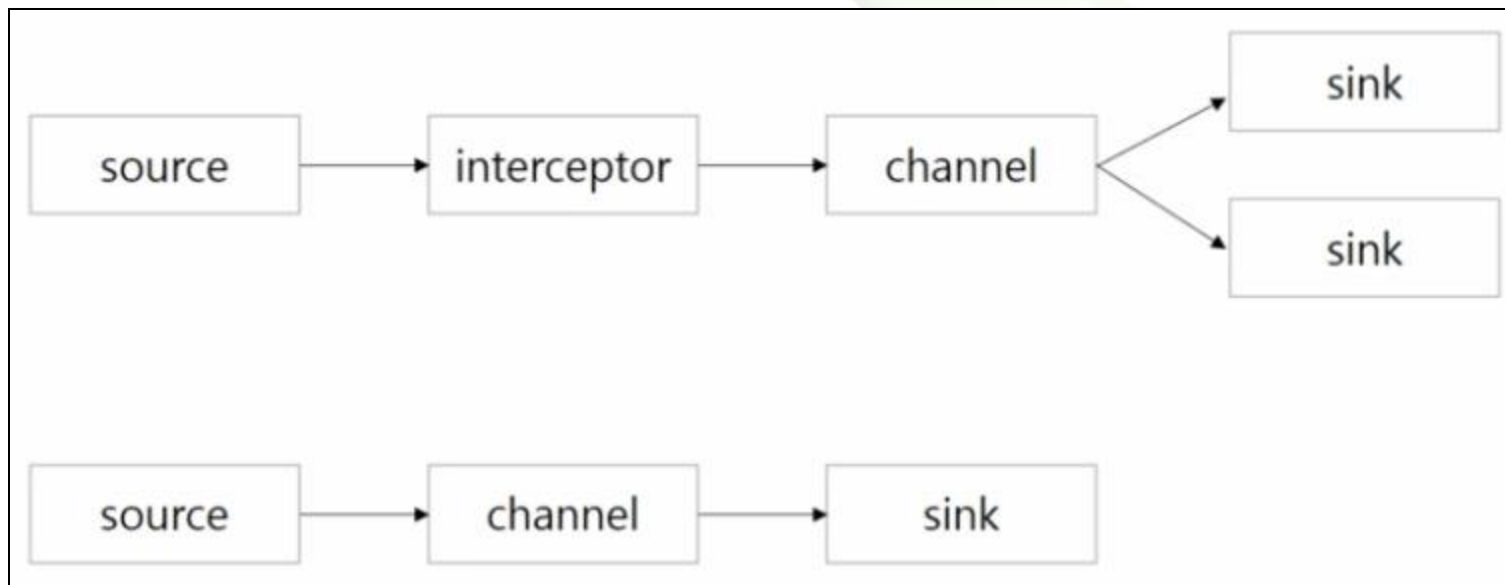 source
interceptor
channel
sink
sink
source
channel
sink